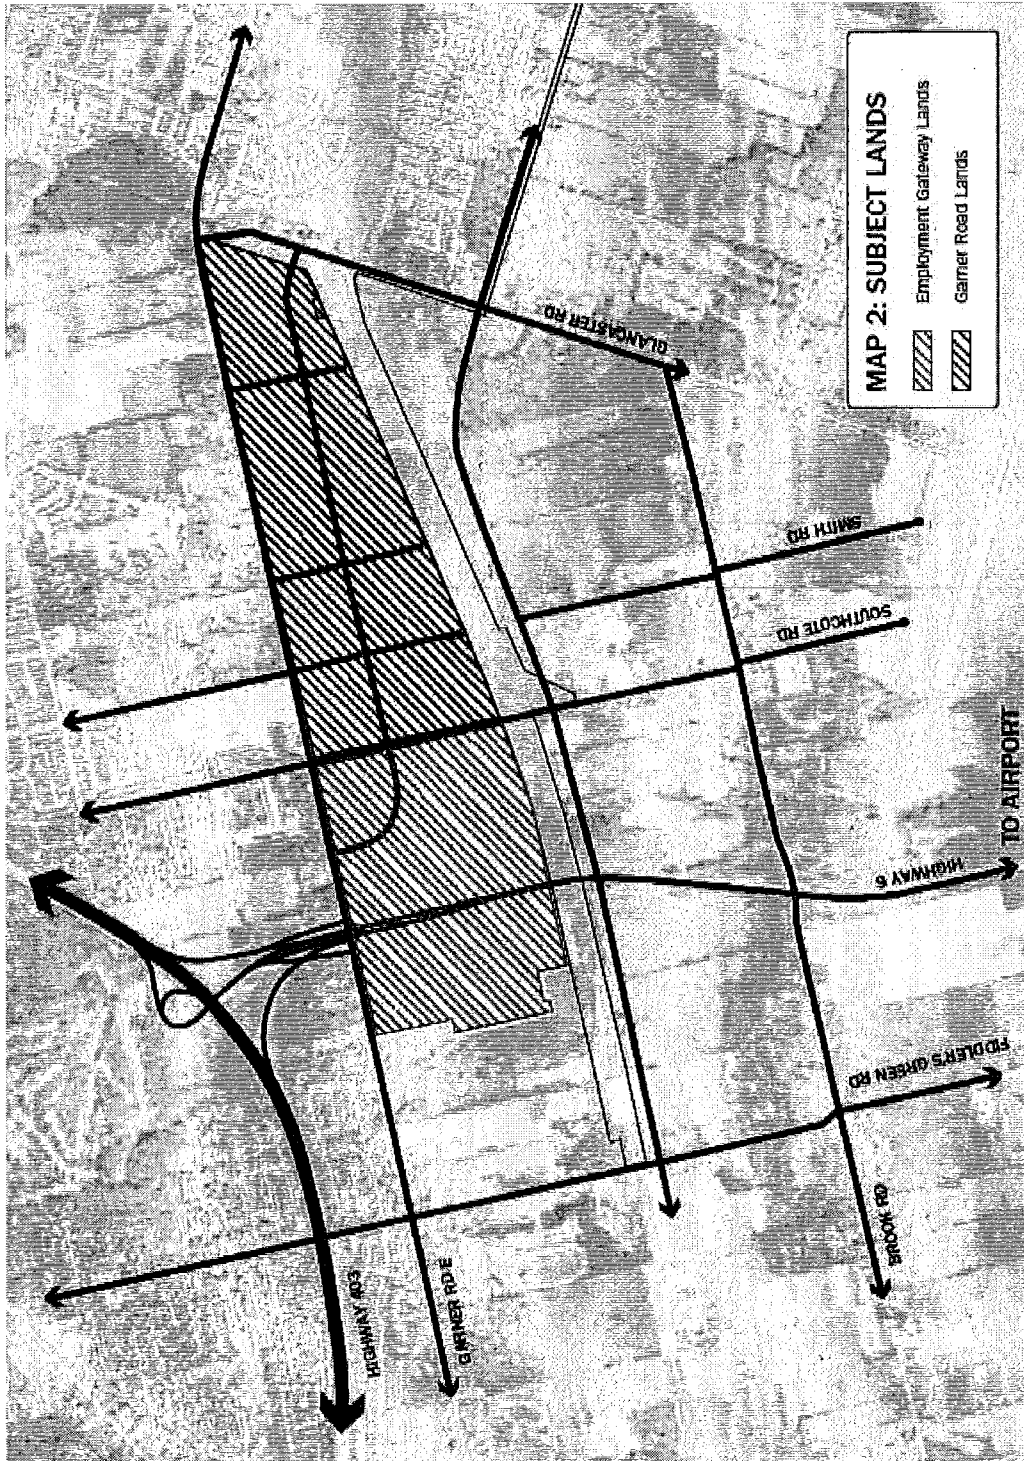 MAP 2: SUBJECT LANDS
Employment Gateway Lands
Garner Road Lands
GLANCASTER RD
SMITH RD
SOUTHCOTE RD
TO AIRPORT
HIGHWAY 6
FIDDLER'S GREEN RD
BROOK RD
GARNER RD E
HIGHWAY 403